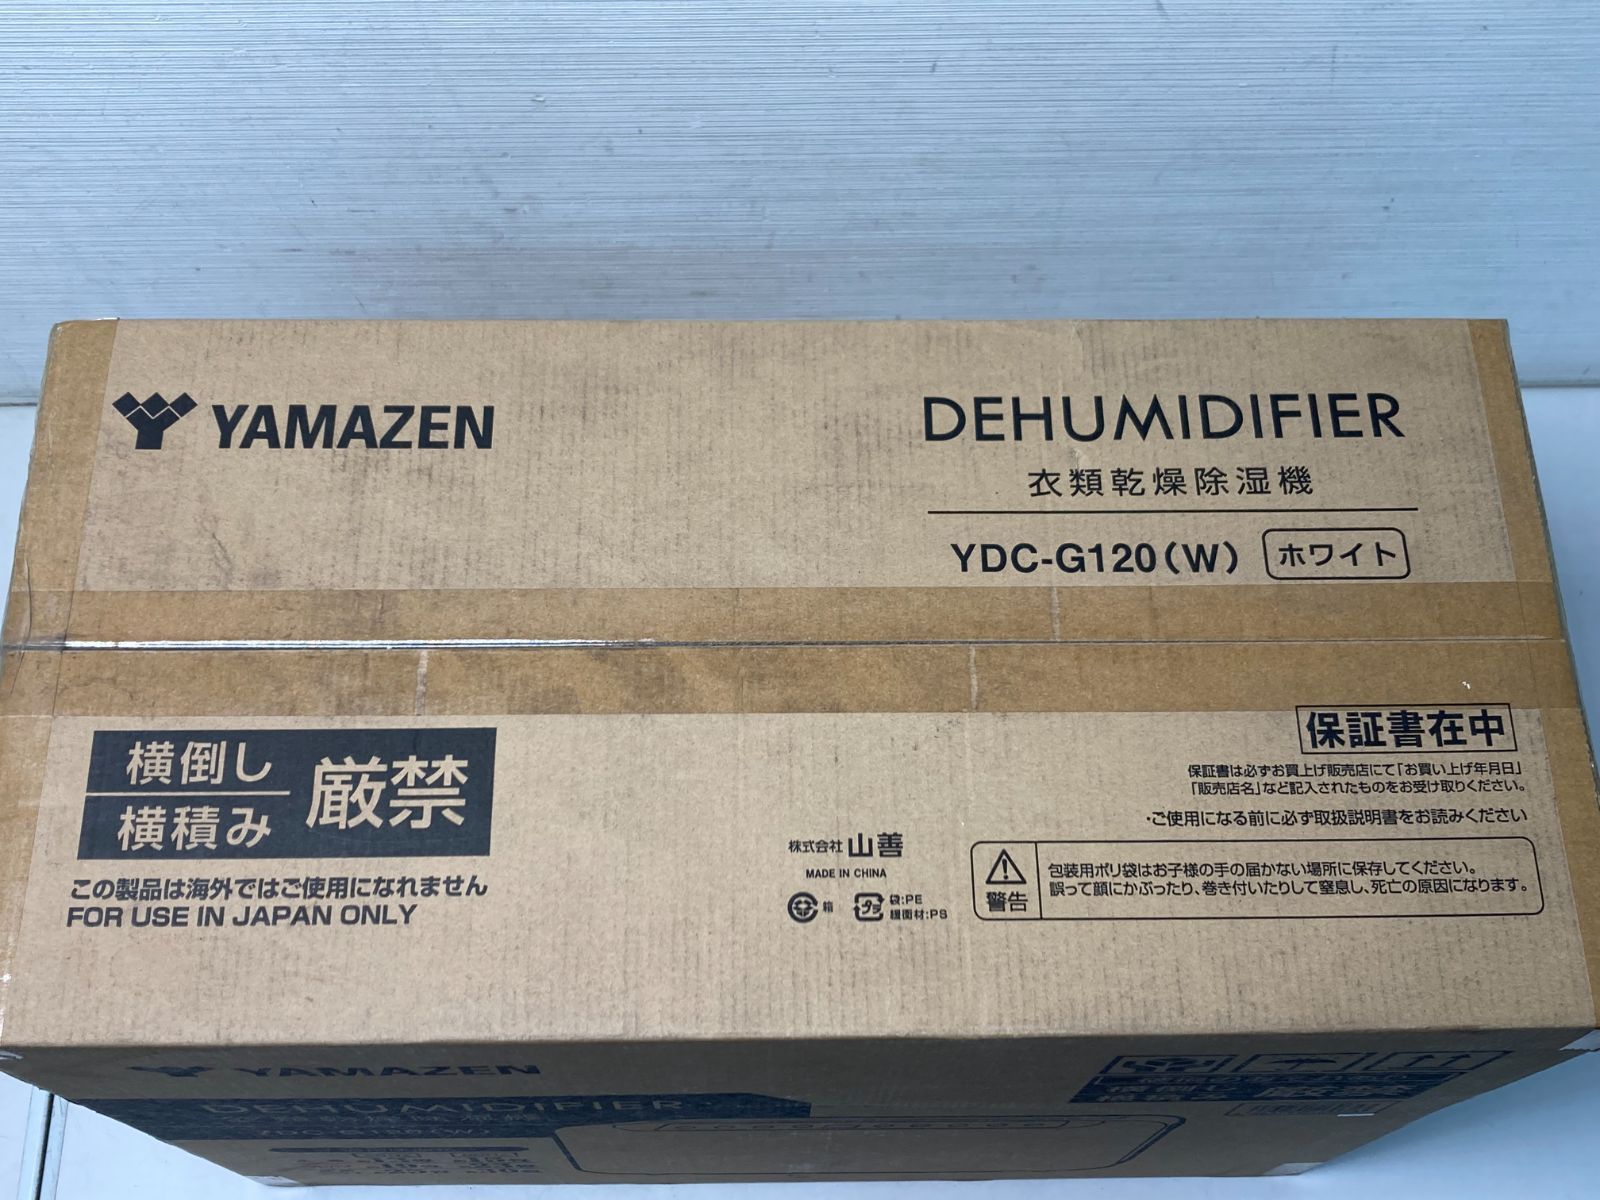 YAMAZEN
DEHUMIDIFIER
衣類乾燥除湿機
YDC-G120(W) ホワイト
横倒し
横積み
厳禁
この製品は海外ではご使用になれません
FOR USE IN JAPAN ONLY
保証書在中
保証書は必ずお買上げ販売店にて「お買い上げ年月日」
「販売店名」など記入されたものをお受け取りください。
・ご使用になる前に必ず取扱説明書をお読みください
株式会社 山善
MADE IN CHINA
箱
プラ
袋:PE
緩衝材:PS
警告
包装用ポリ袋はお子様の手の届かない場所に保存してください。
誤って顔にかぶったり、巻き付いたりして窒息し、死亡の原因になります。
YAMAZEN
DEHUMIDIFIER